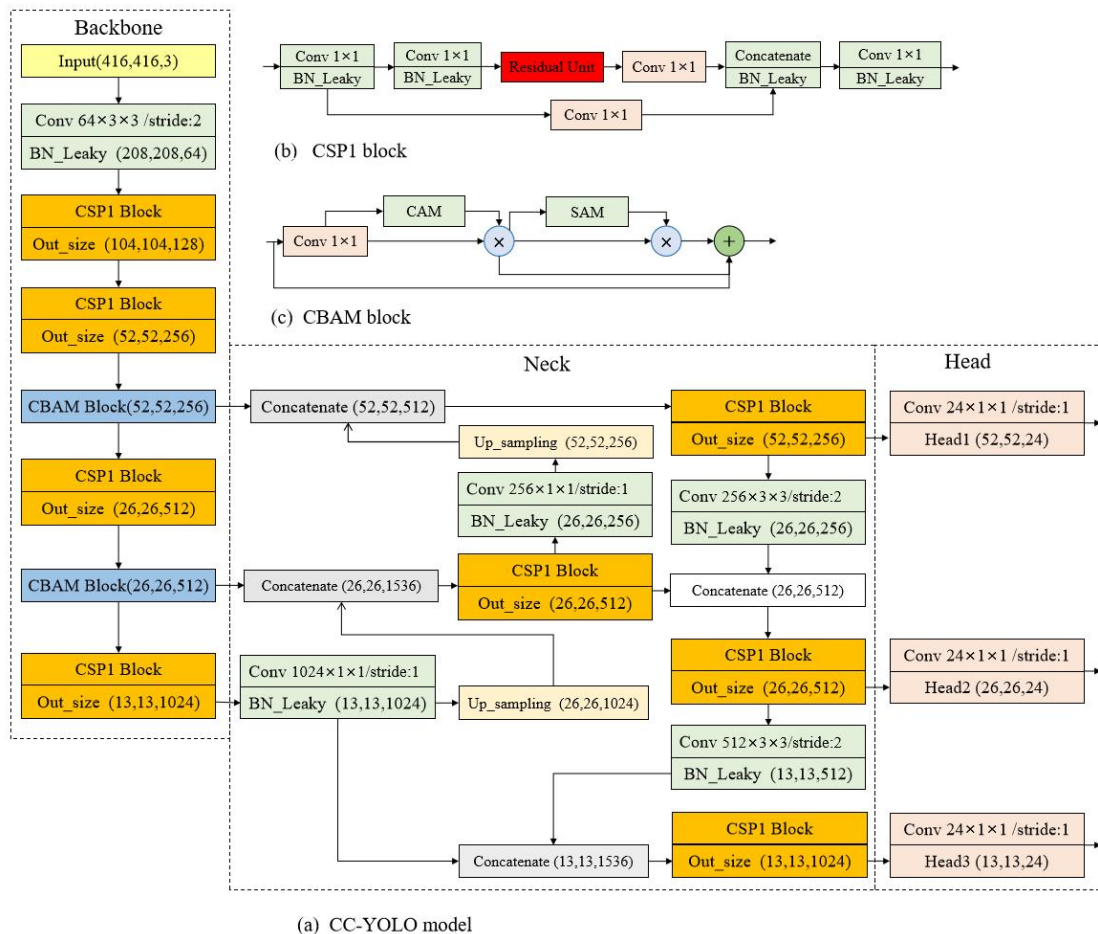 Backbone
Input(416,416,3)
Conv 64×3×3 /stride:2
BN_Leaky (208,208,64)
CSP1 Block
Out_size (104,104,128)
CSP1 Block
Out_size (52,52,256)
CBAM Block(52,52,256)
CSP1 Block
Out_size (26,26,512)
CBAM Block(26,26,512)
CSP1 Block
Out_size (13,13,1024)
Conv 1×1
BN_Leaky
Conv 1×1
BN_Leaky
Residual Unit
Conv 1×1
Concatenate
BN_Leaky
Conv 1×1
BN_Leaky
Conv 1×1
(b) CSP1 block
CAM
SAM
Conv 1×1
×
×
+
(c) CBAM block
Neck
Concatenate (52,52,512)
CSP1 Block
Out_size (52,52,256)
Up_sampling (52,52,256)
Conv 256×1×1/stride:1
BN_Leaky (26,26,256)
Conv 256×3×3/stride:2
BN_Leaky (26,26,256)
Concatenate (26,26,1536)
CSP1 Block
Out_size (26,26,512)
Concatenate (26,26,512)
Conv 1024×1×1/stride:1
BN_Leaky (13,13,1024)
Up_sampling (26,26,1024)
CSP1 Block
Out_size (26,26,512)
Conv 512×3×3/stride:2
BN_Leaky (13,13,512)
Concatenate (13,13,1536)
CSP1 Block
Out_size (13,13,1024)
Head
Conv 24×1×1 /stride:1
Head1 (52,52,24)
Conv 24×1×1 /stride:1
Head2 (26,26,24)
Conv 24×1×1 /stride:1
Head3 (13,13,24)
(a) CC-YOLO model